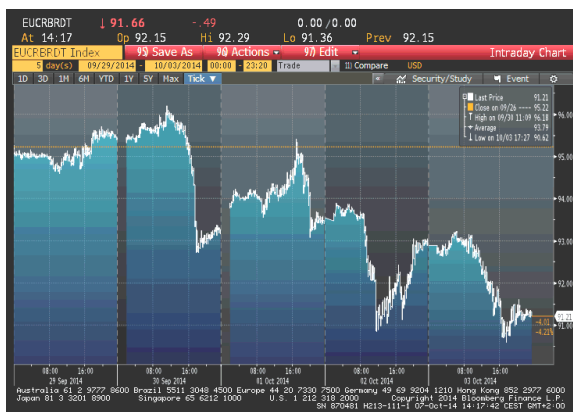 EUCRBRDT ↓ 91.66 -.49 0.00/0.00
At 14:17 Op 92.15 Hi 92.29 Lo 91.36 Prev 92.15
EUCRBRDT Index 95) Save As 96) Actions 97) Edit Intraday Chart
5 day(s) 09/29/2014 - 10/03/2014 00:00 - 23:20 Trade Compare USD
1D 3D 1M 6M YTD 1Y 5Y Max Tick ▼ « Security/Study Event
Last Price 91.21
Close on 09/26 ---- 95.22
High on 09/30 11:09 96.18
Average 93.79
Low on 10/03 17:27 90.62
96.00
95.00
94.00
93.00
92.00
91.21
-4.01
-4.21%
91.00
08:00 16:00 08:00 16:00 08:00 16:00 08:00 16:00 08:00 16:00
29 Sep 2014 30 Sep 2014 01 Oct 2014 02 Oct 2014 03 Oct 2014
Australia 61 2 9777 8600 Brazil 5511 3048 4500 Europe 44 20 7330 7500 Germany 49 69 9204 1210 Hong Kong 852 2977 6000
Japan 81 3 3201 8900 Singapore 65 6212 1000 U.S. 1 212 318 2000 Copyright 2014 Bloomberg Finance L.P.
SN 870481 H213-111-1 07-Oct-14 14:17:42 CEST GMT+2:00